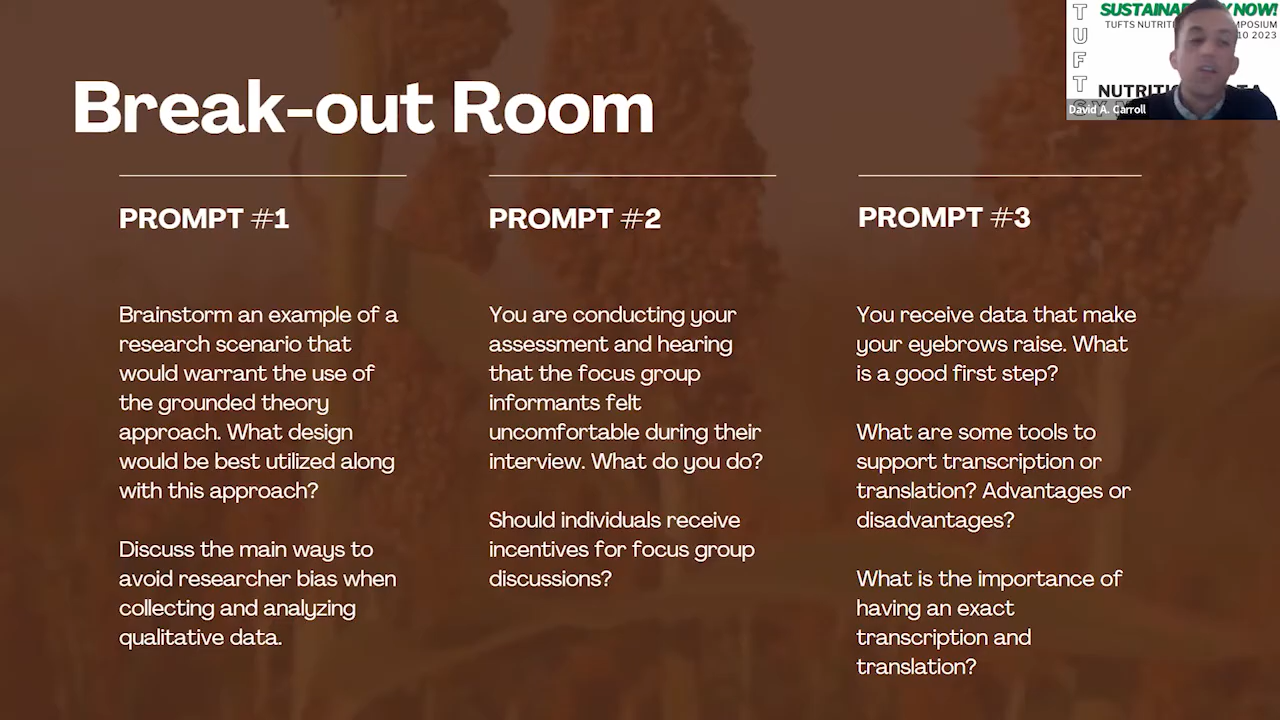 Break-out Room
PROMPT #1
Brainstorm an example of a
research scenario that
would warrant the use of
the grounded theory
approach. What design
would be best utilized along
with this approach?
Discuss the main ways to
avoid researcher bias when
collecting and analyzing
qualitative data.
PROMPT #2
You are conducting your
assessment and hearing
that the focus group
informants felt
uncomfortable during their
interview. What do you do?
Should individuals receive
incentives for focus group
discussions?
PROMPT #3
You receive data that make
your eyebrows raise. What
is a good first step?
What are some tools to
support transcription or
translation? Advantages or
disadvantages?
What is the importance of
having an exact
transcription and
translation?
TUFT
NOW!
TUFTS
10 2023
David A. Carroll